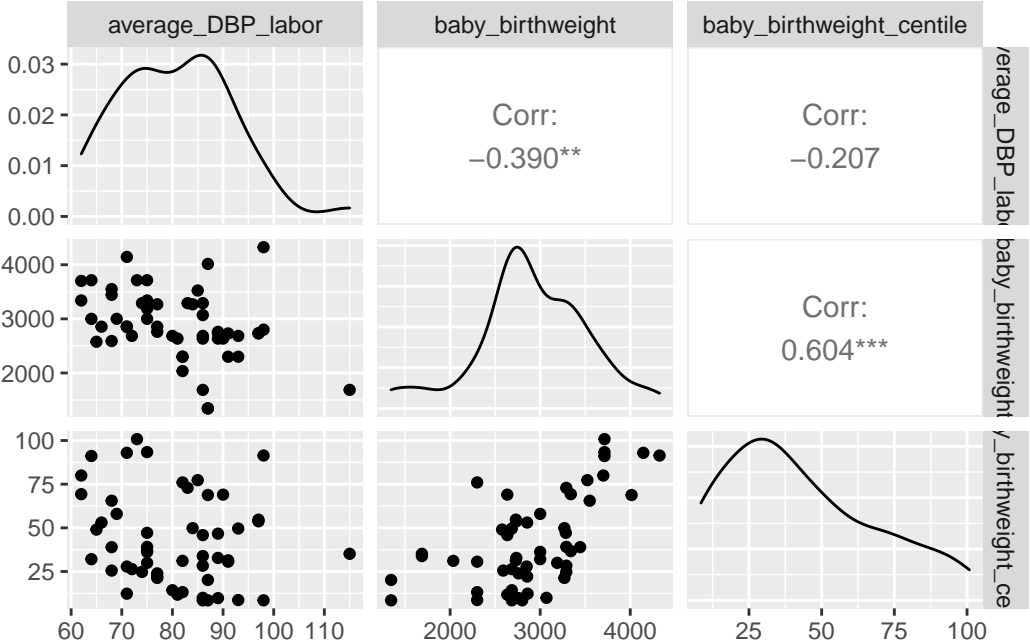 average_DBP_labor baby_birthweight baby_birthweight_centile
0.03
0.02
0.01
0.00
Corr:
−0.390**
Corr:
−0.207
verage_DBP_lab
4000
3000
2000
Corr:
0.604***
baby_birthweight
100
75
50
25
y_birthweight_ce
60 70 80 90 100 110 2000 3000 4000 25 50 75 100